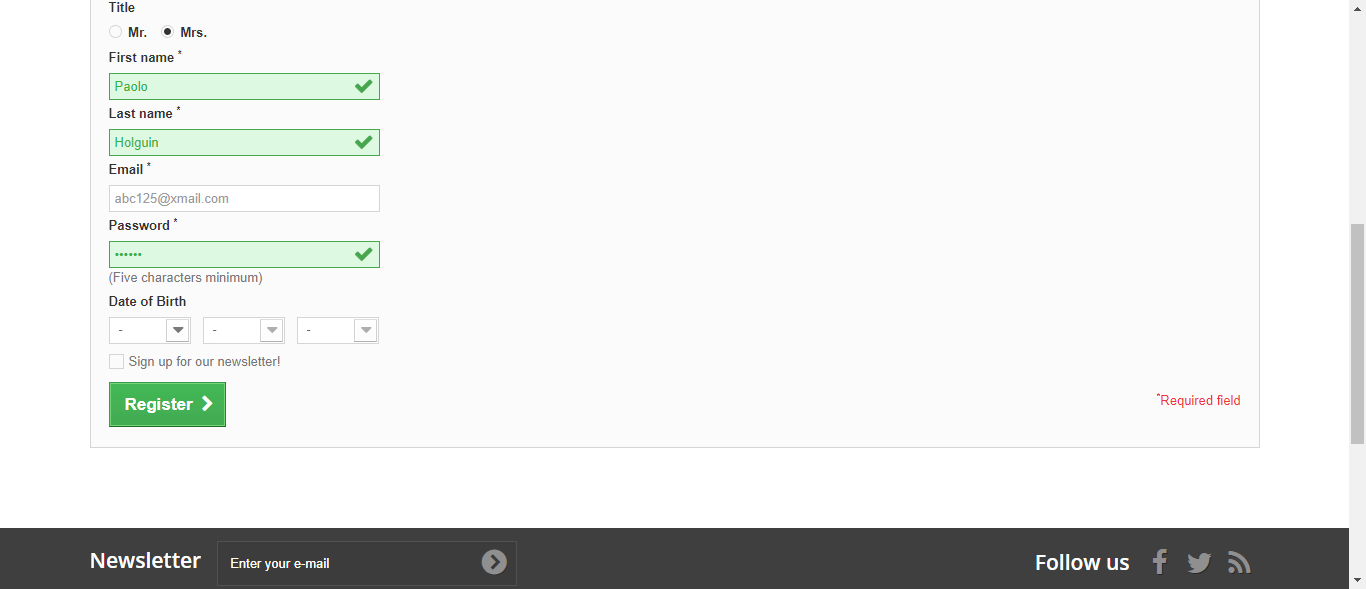 Title
Mr. Mrs.
First name *
Paolo
Last name *
Holguin
Email *
abc125@xmail.com
Password *
••••••
(Five characters minimum)
Date of Birth
- - -
Sign up for our newsletter!
Register
*Required field
Newsletter Enter your e-mail Follow us